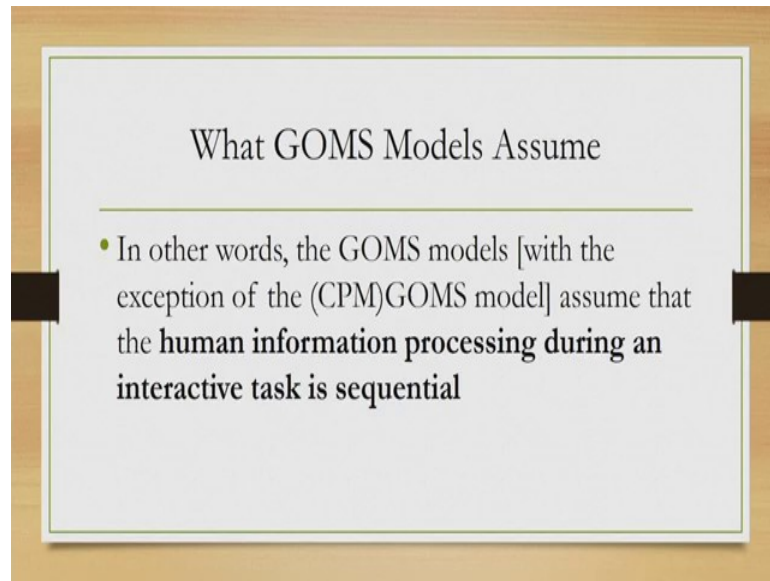 What GOMS Models Assume
• In other words, the GOMS models [with the
exception of the (CPM)GOMS model] assume that
the human information processing during an
interactive task is sequential